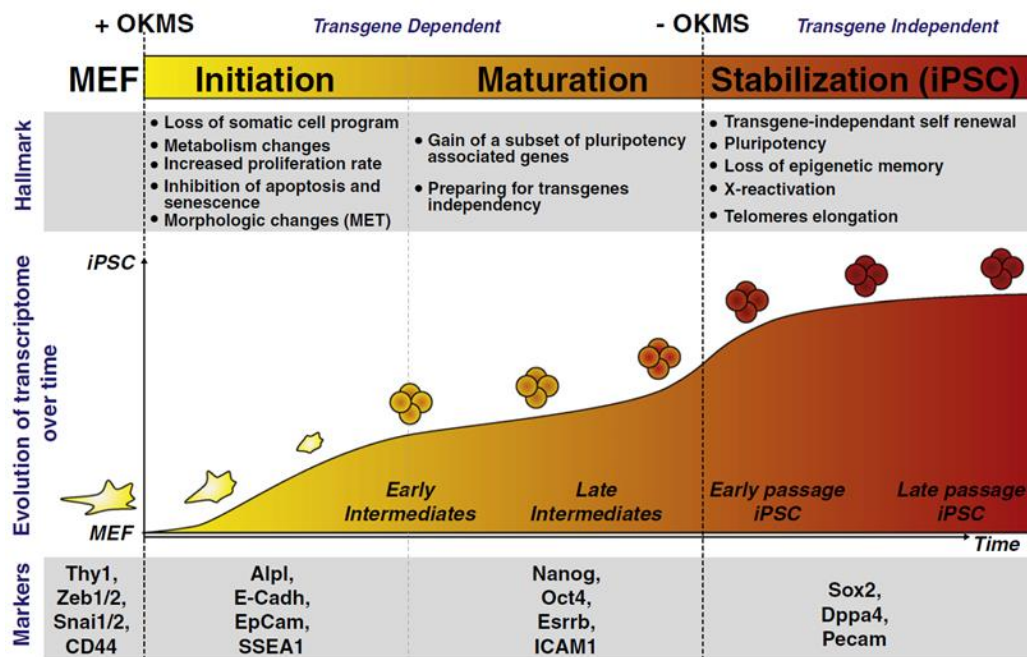 + OKMS
Transgene Dependent
- OKMS
Transgene Independent
MEF
Initiation
Maturation
Stabilization (iPSC)
Hallmark
• Loss of somatic cell program
• Metabolism changes
• Increased proliferation rate
• Inhibition of apoptosis and
senescence
• Morphologic changes (MET)
• Gain of a subset of pluripotency
associated genes
• Preparing for transgenes
independency
• Transgene-independant self renewal
• Pluripotency
• Loss of epigenetic memory
• X-reactivation
• Telomeres elongation
Evolution of transcriptome
over time
iPSC
MEF
Early
Intermediates
Late
Intermediates
Early passage
iPSC
Late passage
iPSC
Time
Markers
Thy1,
Zeb1/2,
Snai1/2,
CD44
Alpl,
E-Cadh,
EpCam,
SSEA1
Nanog,
Oct4,
Esrrb,
ICAM1
Sox2,
Dppa4,
Pecam